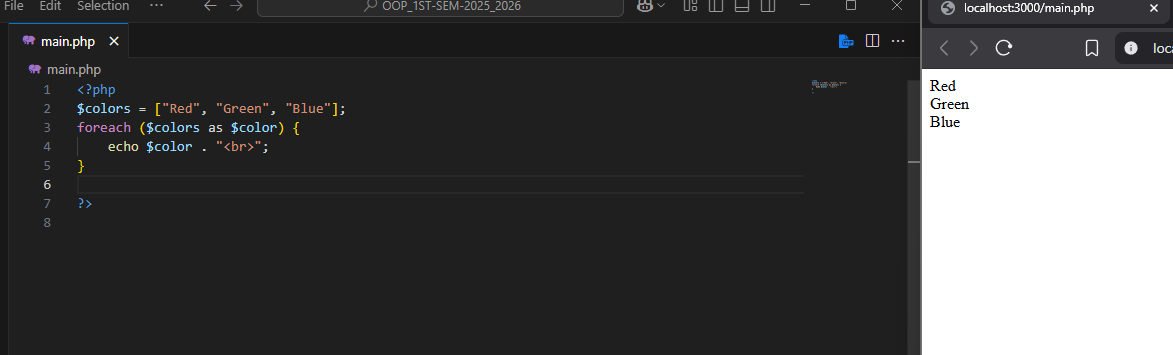 File Edit Selection ··· OOP_1ST-SEM-2025_2026
main.php
main.php
1 <?php
2 $colors = ["Red", "Green", "Blue"];
3 foreach ($colors as $color) {
4     echo $color . "<br>";
5 }
6
7 ?>
8
localhost:3000/main.php
loc
Red
Green
Blue